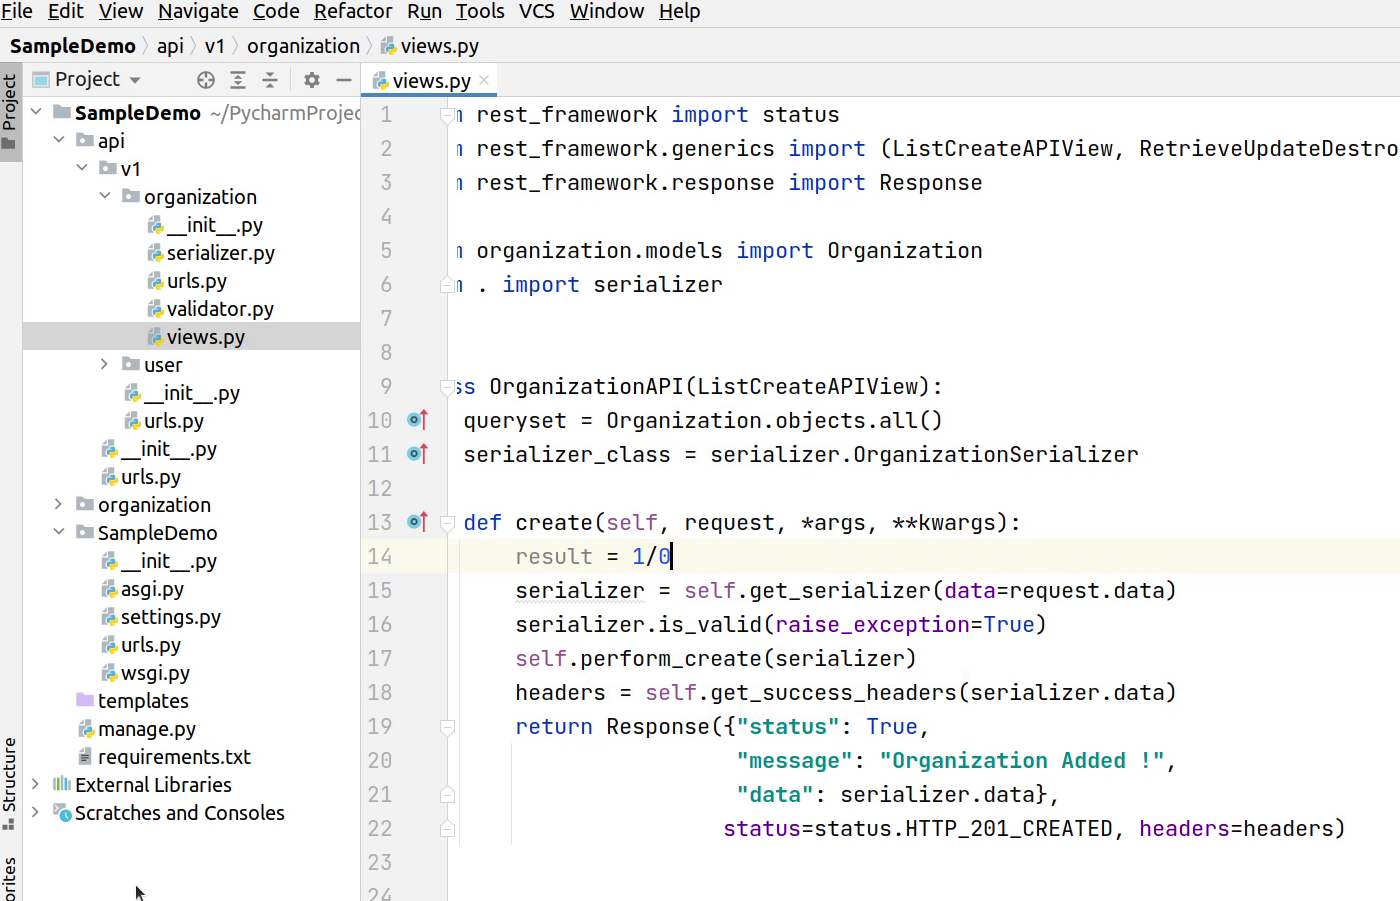 File Edit View Navigate Code Refactor Run Tools VCS Window Help
SampleDemo api v1 organization views.py
Project
Project
views.py
SampleDemo ~/PycharmProjec
api
v1
organization
__init__.py
serializer.py
urls.py
validator.py
views.py
user
__init__.py
urls.py
__init__.py
urls.py
organization
SampleDemo
__init__.py
asgi.py
settings.py
urls.py
wsgi.py
templates
manage.py
requirements.txt
External Libraries
Scratches and Consoles
Structure
orites
1 m rest_framework import status
2 m rest_framework.generics import (ListCreateAPIView, RetrieveUpdateDestro
3 m rest_framework.response import Response
4
5 m organization.models import Organization
6 m . import serializer
7
8
9 ss OrganizationAPI(ListCreateAPIView):
10 queryset = Organization.objects.all()
11 serializer_class = serializer.OrganizationSerializer
12
13 def create(self, request, *args, **kwargs):
14 result = 1/0
15 serializer = self.get_serializer(data=request.data)
16 serializer.is_valid(raise_exception=True)
17 self.perform_create(serializer)
18 headers = self.get_success_headers(serializer.data)
19 return Response({"status": True,
20 "message": "Organization Added !",
21 "data": serializer.data},
22 status=status.HTTP_201_CREATED, headers=headers)
23
24